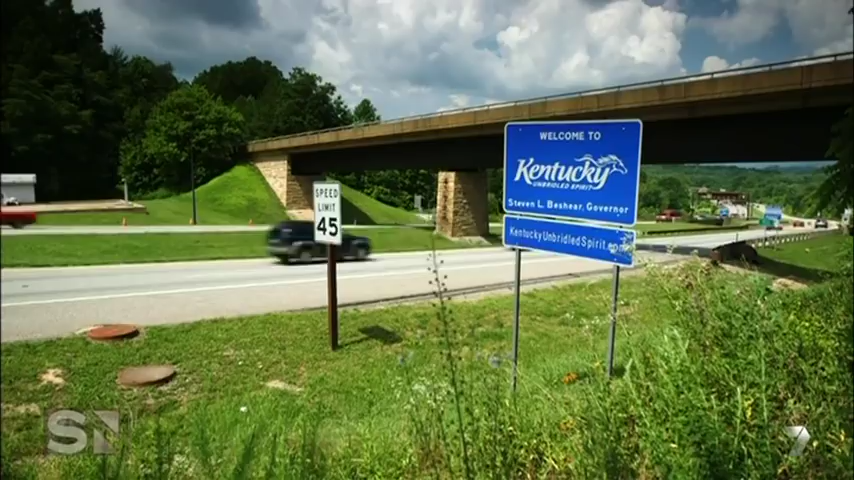 WELCOME TO
Kentucky
UNBRIDLED SPIRIT
Steven L. Beshear, Governor
KentuckyUnbridledSpirit.com
SPEED
LIMIT
45
SN
7